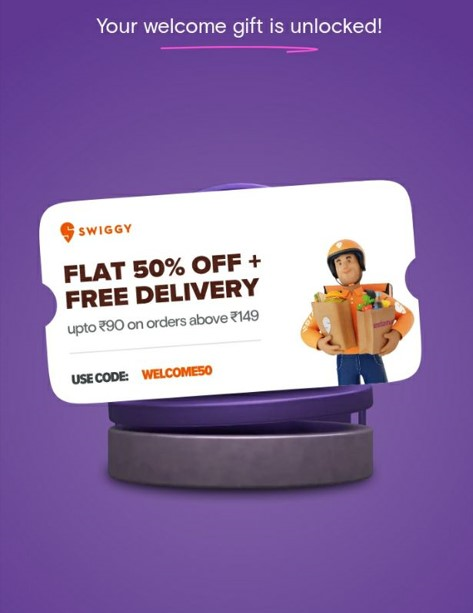 Your welcome gift is unlocked!
SWIGGY
FLAT 50% OFF +
FREE DELIVERY
upto ₹90 on orders above ₹149
USE CODE: WELCOME50